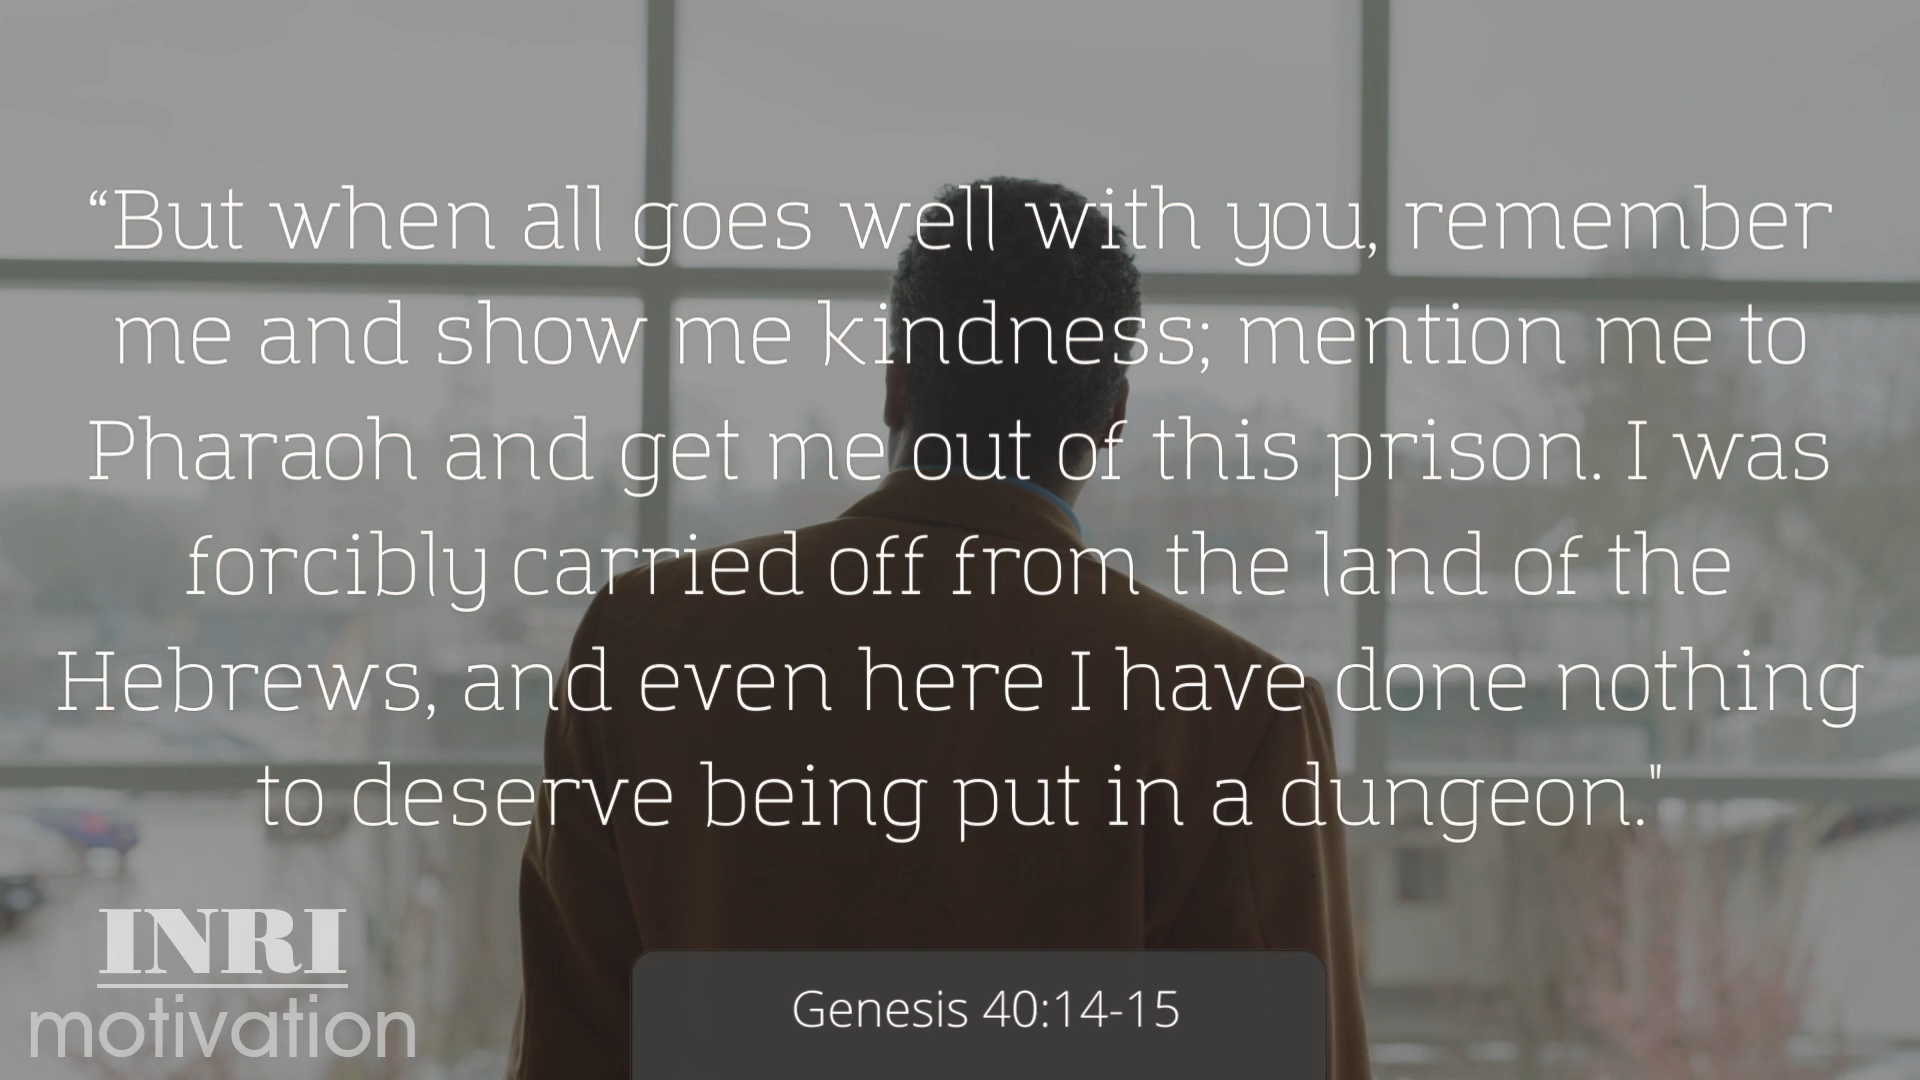 “But when all goes well with you, remember
me and show me kindness; mention me to
Pharaoh and get me out of this prison. I was
forcibly carried off from the land of the
Hebrews, and even here I have done nothing
to deserve being put in a dungeon."
INRI
motivation
Genesis 40:14-15